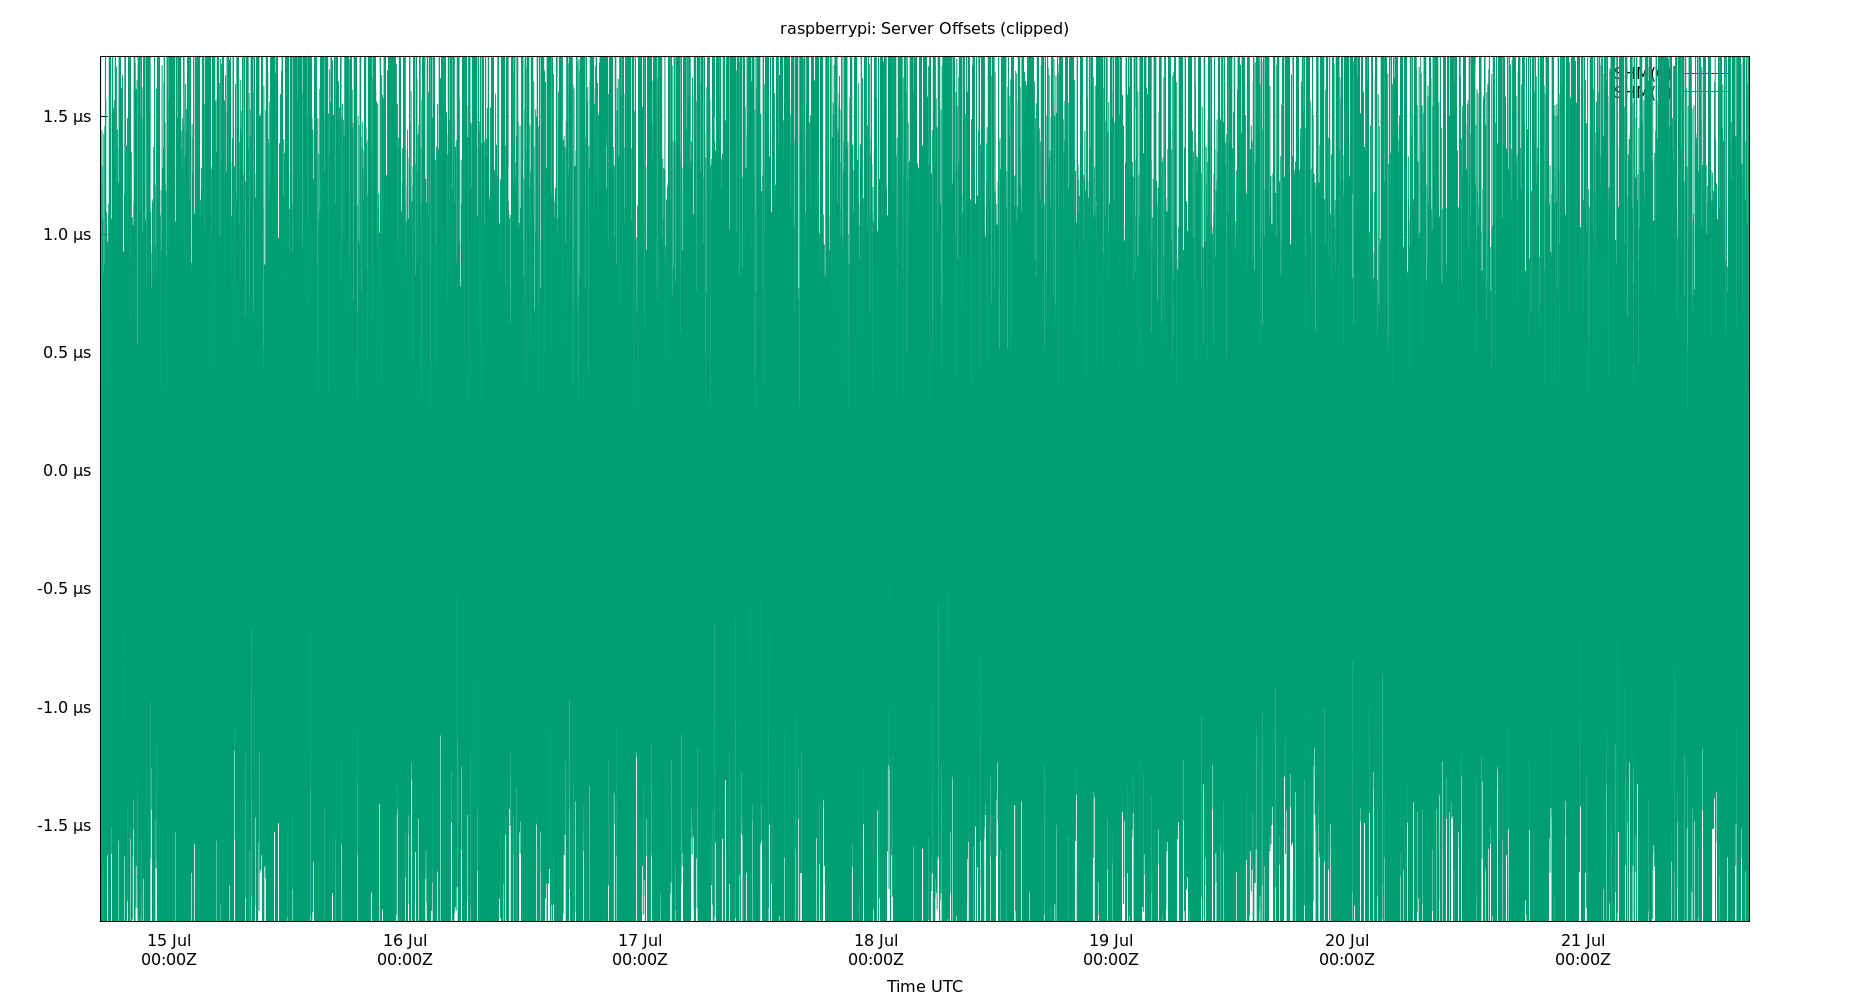 raspberrypi: Server Offsets (clipped)
1.5 µs
1.0 µs
0.5 µs
0.0 µs
-0.5 µs
-1.0 µs
-1.5 µs
15 Jul
00:00Z
16 Jul
00:00Z
17 Jul
00:00Z
18 Jul
00:00Z
19 Jul
00:00Z
20 Jul
00:00Z
21 Jul
00:00Z
Time UTC